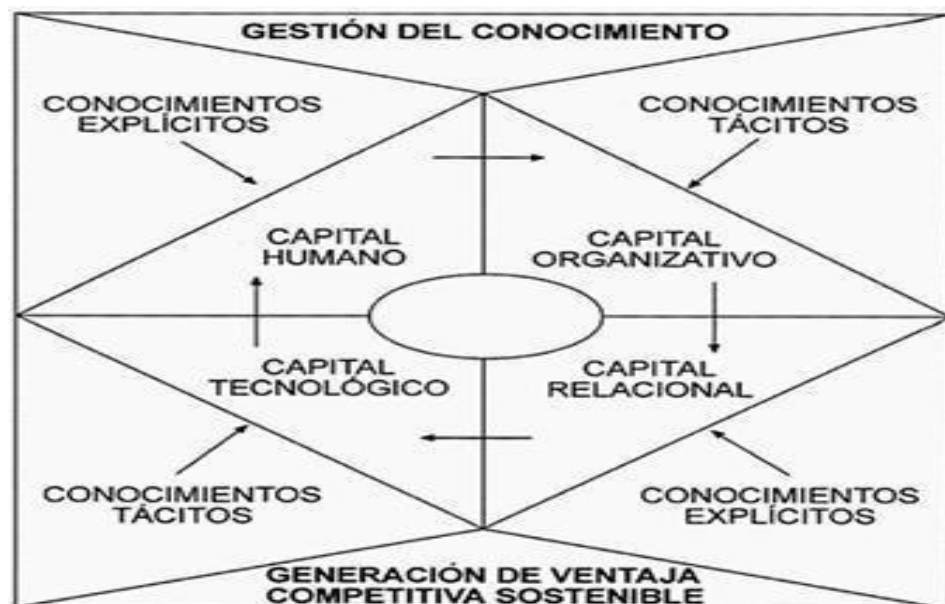 GESTIÓN DEL CONOCIMIENTO
CONOCIMIENTOS
EXPLÍCITOS
CONOCIMIENTOS
TÁCITOS
CAPITAL
HUMANO
CAPITAL
ORGANIZATIVO
CAPITAL
TECNOLÓGICO
CAPITAL
RELACIONAL
CONOCIMIENTOS
TÁCITOS
CONOCIMIENTOS
EXPLÍCITOS
GENERACIÓN DE VENTAJA
COMPETITIVA SOSTENIBLE